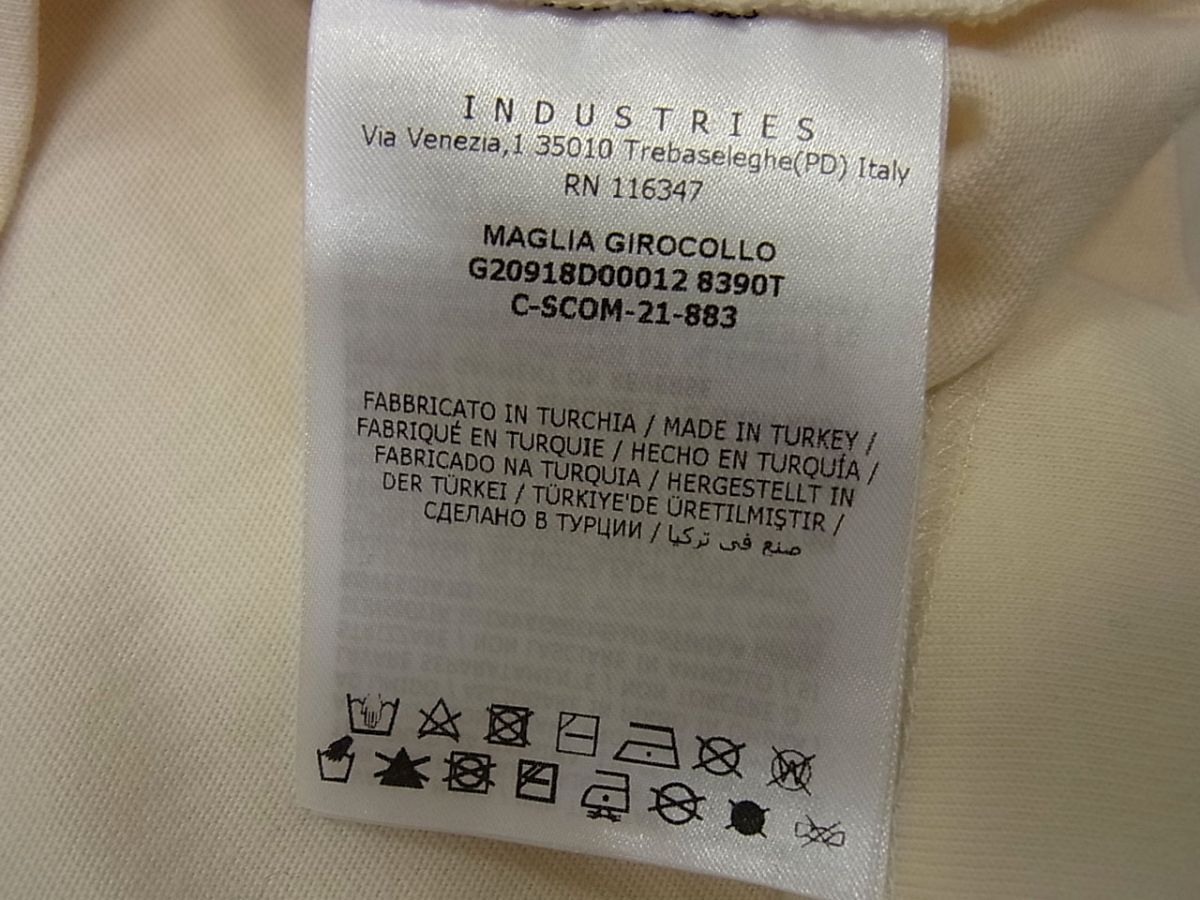 INDUSTRIES
Via Venezia,1 35010 Trebaseleghe(PD) Italy
RN 116347
MAGLIA GIROCOLLO
G20918D00012 8390T
C-SCOM-21-883
FABBRICATO IN TURCHIA / MADE IN TURKEY /
FABRIQUÉ EN TURQUIE / HECHO EN TURQUÍA /
FABRICADO NA TURQUIA / HERGESTELLT IN
DER TÜRKEI / TÜRKIYE'DE ÜRETILMIŞTIR /
СДЕЛАНО В ТУРЦИИ / صنع في تركيا
W